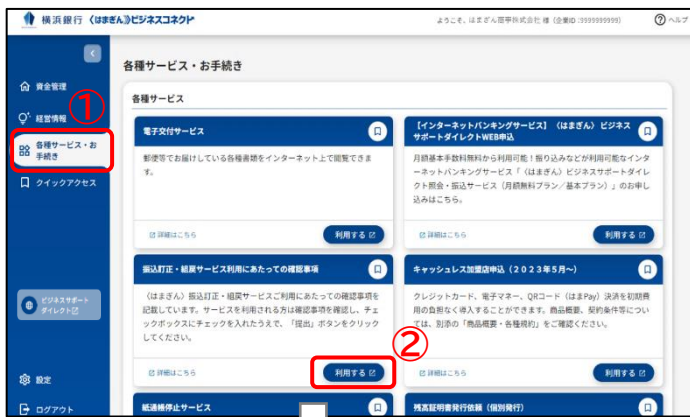 横浜銀行 〈はまぎん〉ビジネスコネクト
ようこそ、はまぎん商事株式会社 様 (企業ID:9999999999)
ヘルプ
資金管理
経営情報
①
各種サービス・お手続き
クイックアクセス
ビジネスサポートダイレクト
設定
ログアウト
各種サービス・お手続き
各種サービス
電子交付サービス
郵便等でお届けしている各種書類をインターネット上で閲覧できま
す。
詳細はこちら
利用する
【インターネットバンキングサービス】〈はまぎん〉ビジネス
サポートダイレクトWEB申込
月額基本手数料無料から利用可能！振り込みなどが利用可能なインタ
ーネットバンキングサービス「〈はまぎん〉ビジネスサポートダイレ
クト照会・振込サービス（月額無料プラン／基本プラン）」のお申し
込みはこちら。
詳細はこちら
利用する
振込訂正・組戻サービス利用にあたっての確認事項
〈はまぎん〉振込訂正・組戻サービスご利用にあたっての確認事項を
記載しています。サービスを利用される方は確認事項を確認し、チェ
ックボックスにチェックを入れたうえで、「提出」ボタンをクリック
してください。
②
詳細はこちら
利用する
キャッシュレス加盟店申込（２０２３年５月～）
クレジットカード、電子マネー、QRコード（はまPay）決済を初期費
用の負担なく導入することができます。商品概要、契約条件等につい
ては、別添の「商品概要・各種規約」をご確認ください。
詳細はこちら
利用する
紙通帳停止サービス
残高証明書発行依頼（個別発行）